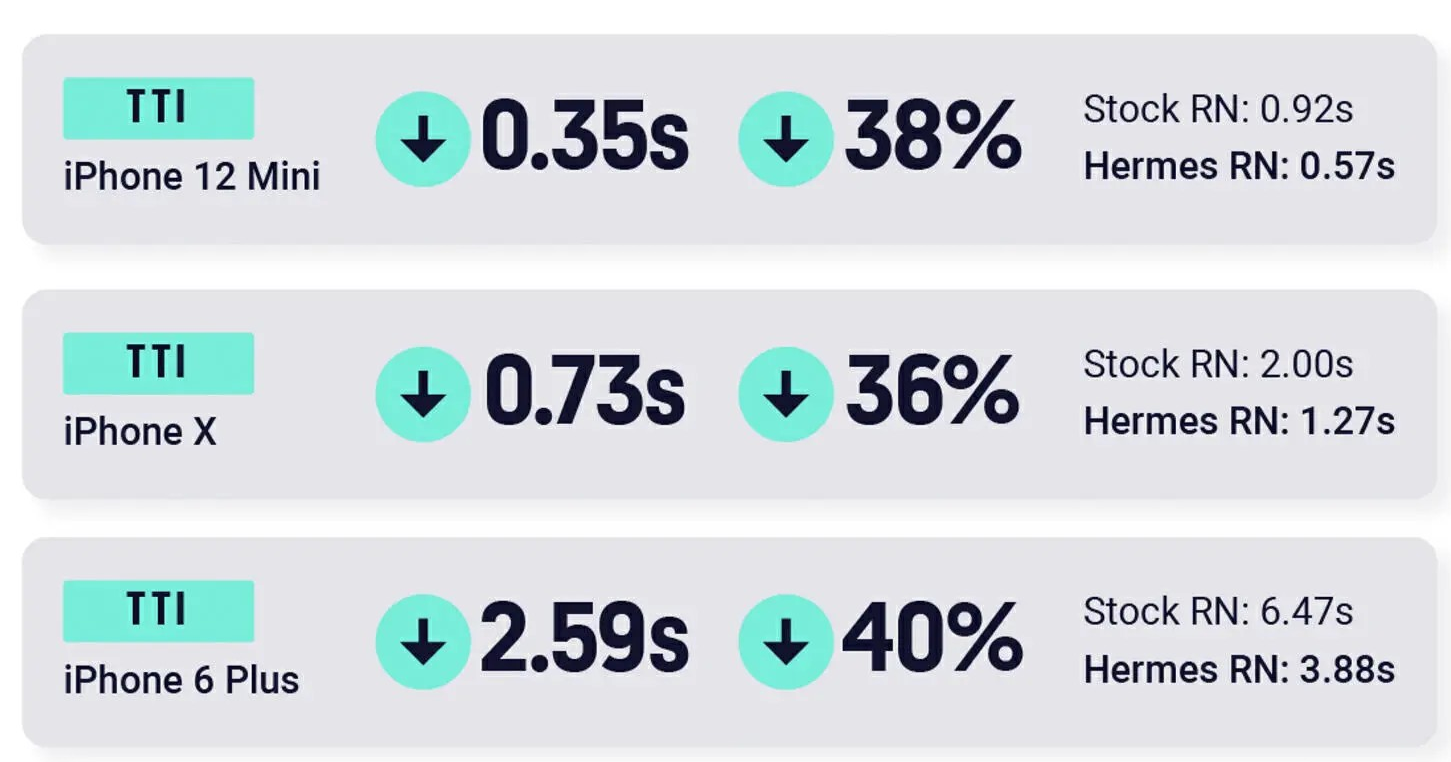 TTI
iPhone 12 Mini
0.35s
38%
Stock RN: 0.92s
Hermes RN: 0.57s
TTI
iPhone X
0.73s
36%
Stock RN: 2.00s
Hermes RN: 1.27s
TTI
iPhone 6 Plus
2.59s
40%
Stock RN: 6.47s
Hermes RN: 3.88s